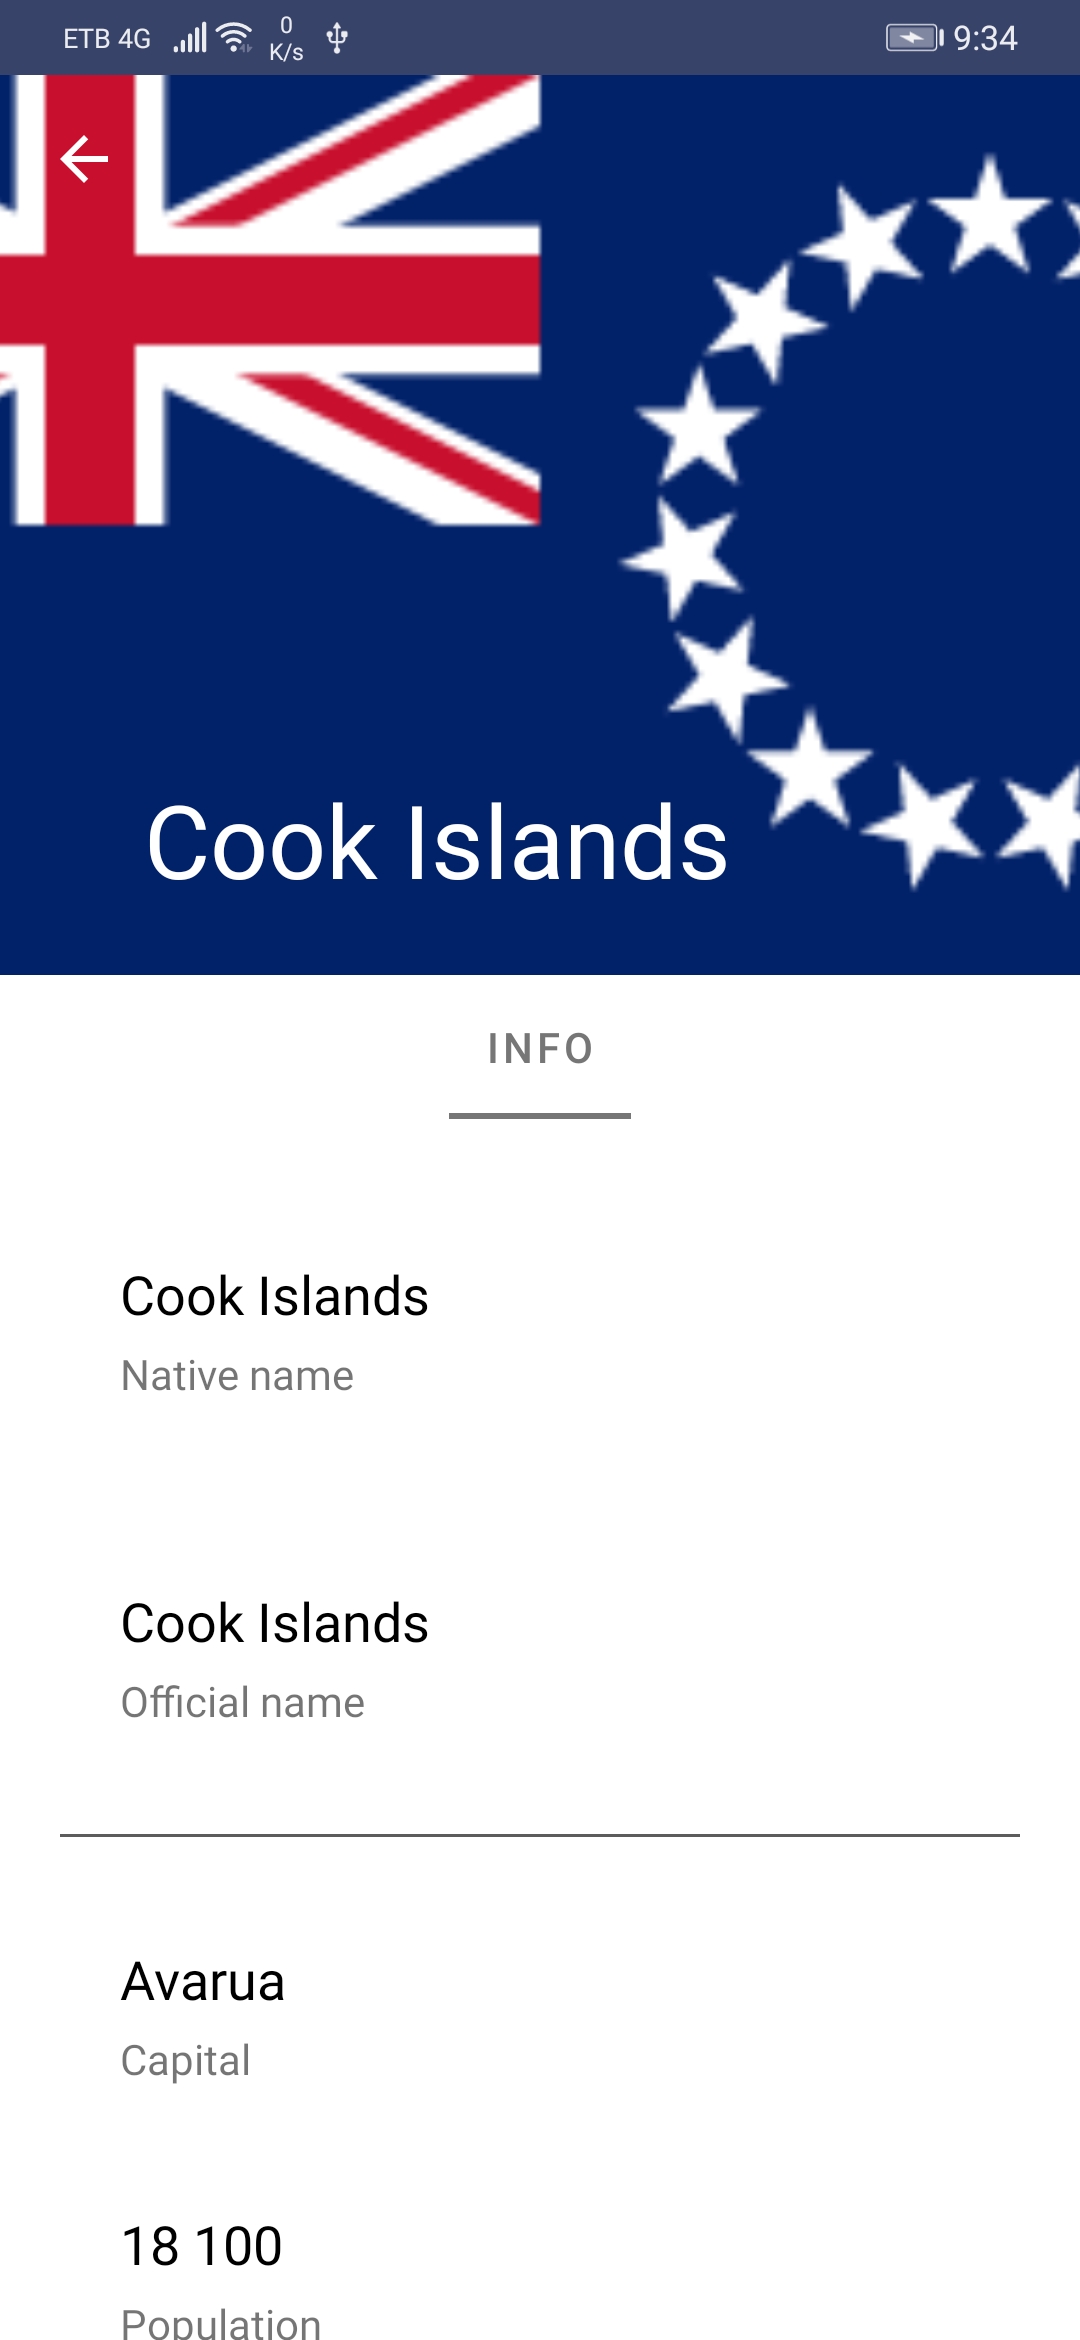 ETB 4G 0 K/s 9:34
Cook Islands
INFO
Cook Islands
Native name
Cook Islands
Official name
Avarua
Capital
18 100
Population